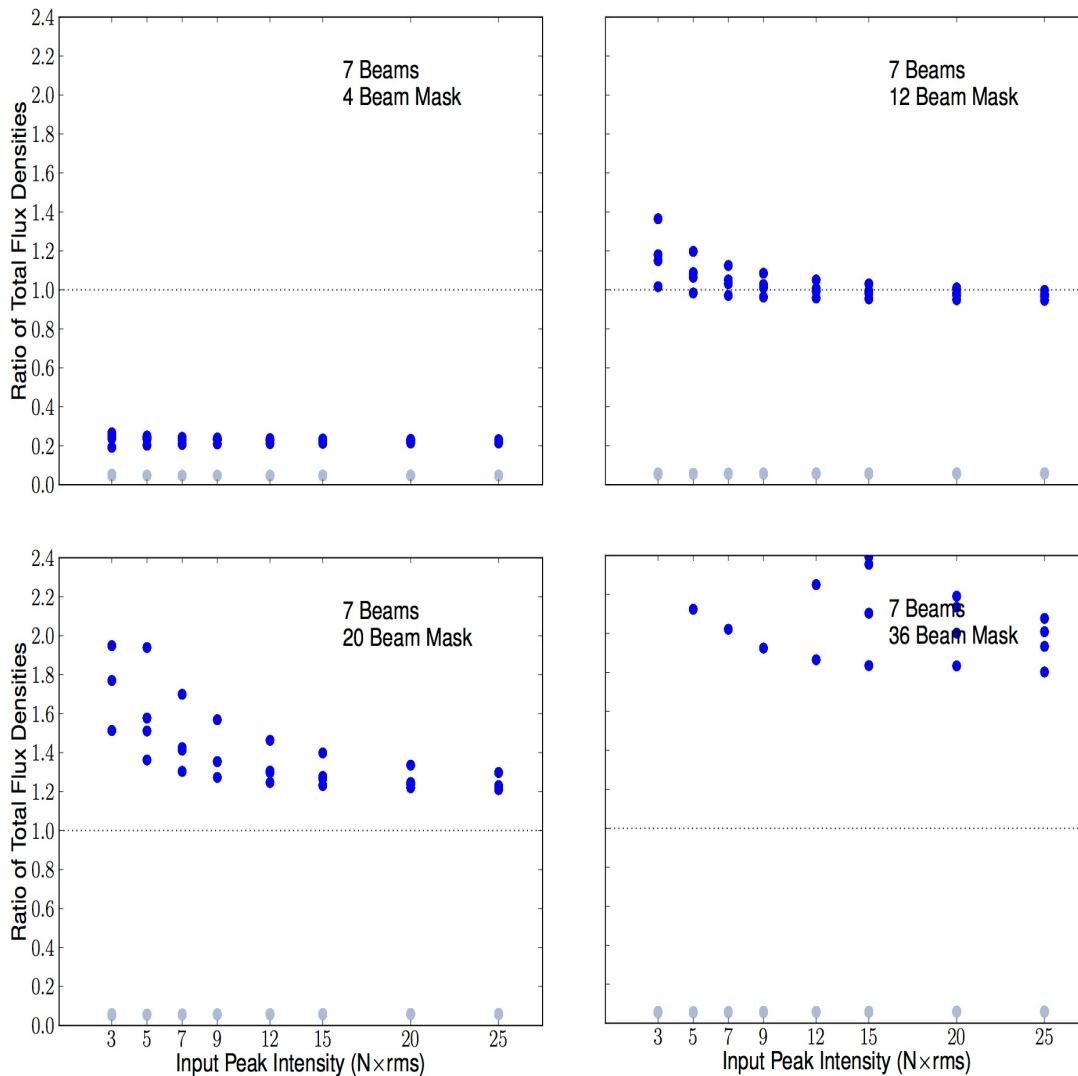 2.4
2.2
2.0
1.8
1.6
1.4
1.2
1.0
0.8
0.6
0.4
0.2
0.0
Ratio of Total Flux Densities
7 Beams
4 Beam Mask
7 Beams
12 Beam Mask
2.4
2.2
2.0
1.8
1.6
1.4
1.2
1.0
0.8
0.6
0.4
0.2
0.0
Ratio of Total Flux Densities
7 Beams
20 Beam Mask
3 5 7 9 12 15 20 25
Input Peak Intensity (N×rms)
7 Beams
36 Beam Mask
3 5 7 9 12 15 20 25
Input Peak Intensity (N×rms)